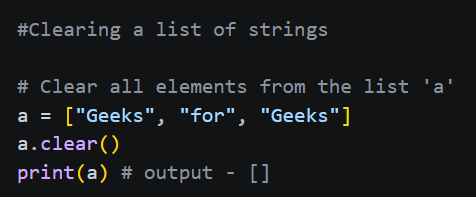 #Clearing a list of strings
# Clear all elements from the list 'a'
a = ["Geeks", "for", "Geeks"]
a.clear()
print(a) # output - []